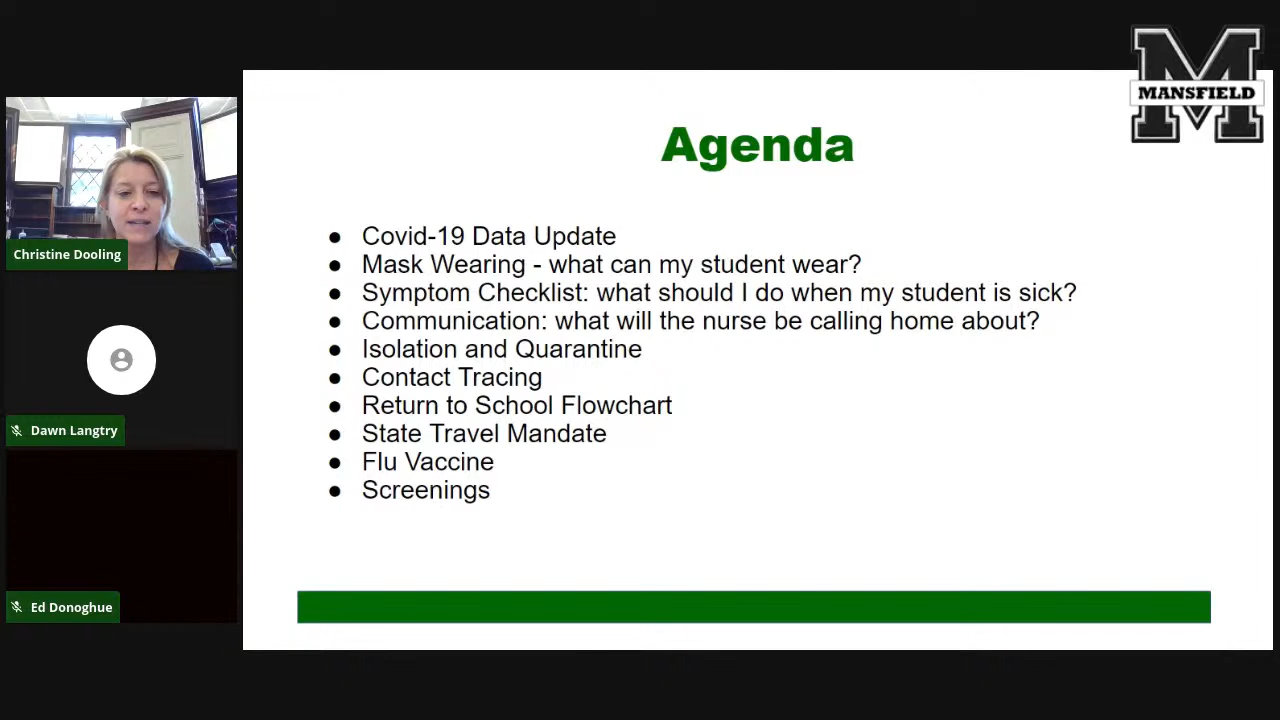 MANSFIELD
Agenda
Christine Dooling
Dawn Langtry
Ed Donoghue
● Covid-19 Data Update
● Mask Wearing - what can my student wear?
● Symptom Checklist: what should I do when my student is sick?
● Communication: what will the nurse be calling home about?
● Isolation and Quarantine
● Contact Tracing
● Return to School Flowchart
● State Travel Mandate
● Flu Vaccine
● Screenings